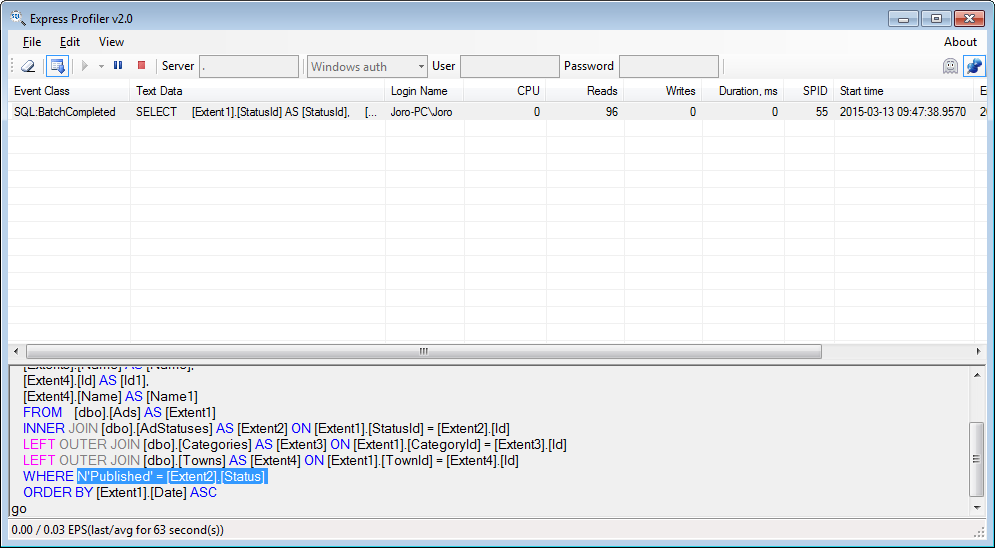 Express Profiler v2.0
File Edit View About
Server . Windows auth User Password
Event Class Text Data Login Name CPU Reads Writes Duration, ms SPID Start time E
SQL:BatchCompleted SELECT [Extent1].[StatusId] AS [StatusId], [... Joro-PC\Joro 0 96 0 0 55 2015-03-13 09:47:38.9570 20
[Extent3].[Name] AS [Name],
[Extent4].[Id] AS [Id1],
[Extent4].[Name] AS [Name1]
FROM [dbo].[Ads] AS [Extent1]
INNER JOIN [dbo].[AdStatuses] AS [Extent2] ON [Extent1].[StatusId] = [Extent2].[Id]
LEFT OUTER JOIN [dbo].[Categories] AS [Extent3] ON [Extent1].[CategoryId] = [Extent3].[Id]
LEFT OUTER JOIN [dbo].[Towns] AS [Extent4] ON [Extent1].[TownId] = [Extent4].[Id]
WHERE N'Published' = [Extent2].[Status]
ORDER BY [Extent1].[Date] ASC
go
0.00 / 0.03 EPS(last/avg for 63 second(s))